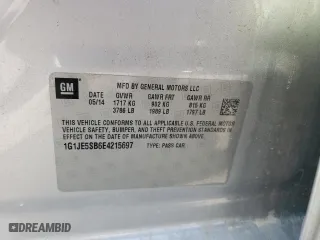 GM
MFD BY GENERAL MOTORS LLC
DATE GVWR GAWR FRT GAWR RR
05/14 1717 KG 902 KG 815 KG
3786 LB 1989 LB 1797 LB
THIS VEHICLE CONFORMS TO ALL APPLICABLE U.S. FEDERAL MOTOR
VEHICLE SAFETY, BUMPER, AND THEFT PREVENTION STANDARDS
IN EFFECT ON THE DATE OF MANUFACTURE SHOWN ABOVE.
1G1JE5SB6E4215697 TYPE: PASS CAR
© DREAMBID
AUTOBIDCAR.COM